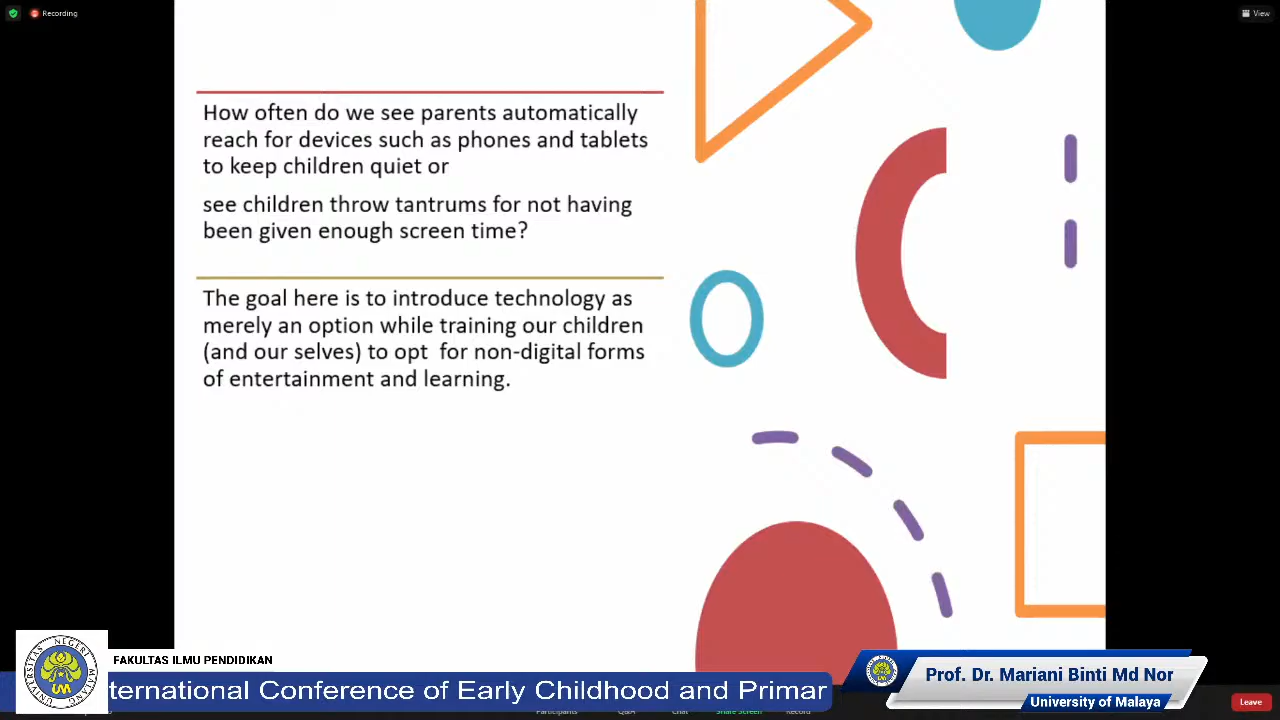 Recording
View
How often do we see parents automatically
reach for devices such as phones and tablets
to keep children quiet or
see children throw tantrums for not having
been given enough screen time?
The goal here is to introduce technology as
merely an option while training our children
(and our selves) to opt  for non-digital forms
of entertainment and learning.
UNIVERSITAS NEGERI MALANG
UM
FAKULTAS ILMU PENDIDIKAN
ternational Conference of Early Childhood and Primar
Prof. Dr. Mariani Binti Md Nor
University of Malaya
Participants
Q&A
Chat
Share Screen
Record
Leave